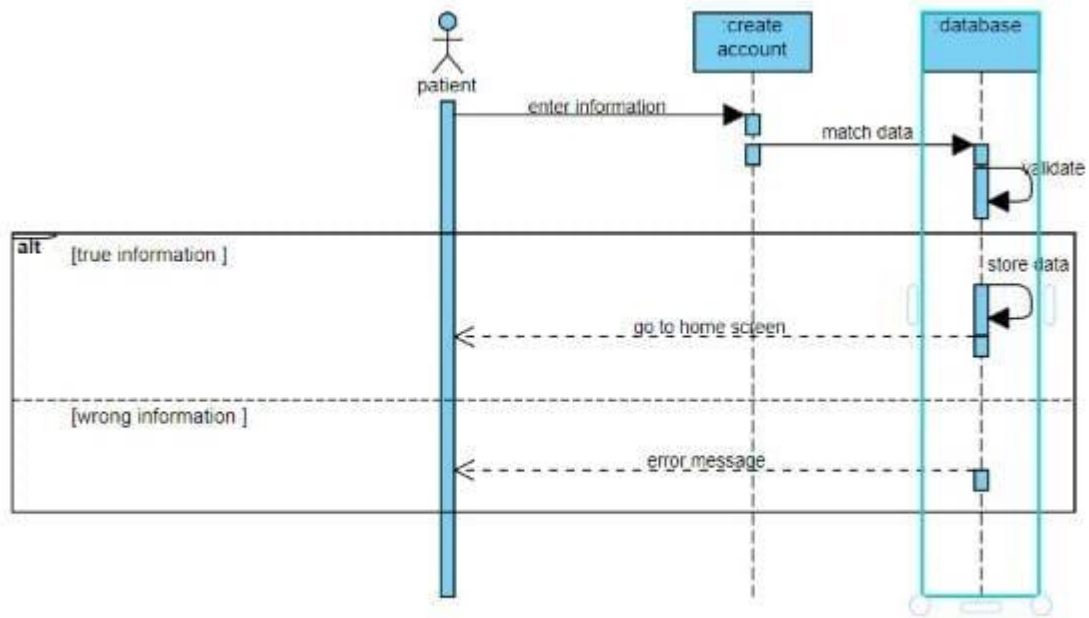 :create
account
database
patient
enter information
match data
validate
alt
[true information ]
store data
go to home screen
[wrong information ]
error message